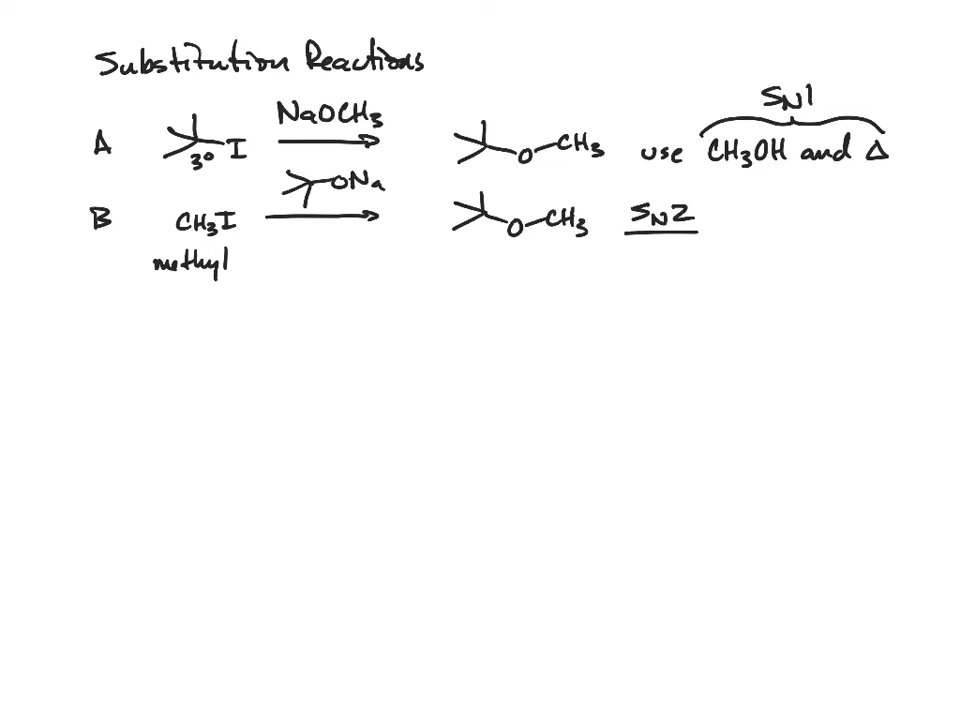 Substitution Reactions
SN1
A 3° I NaOCH3 O CH3 use CH3OH and Δ
ONa
B CH3I O CH3 SN2
methyl